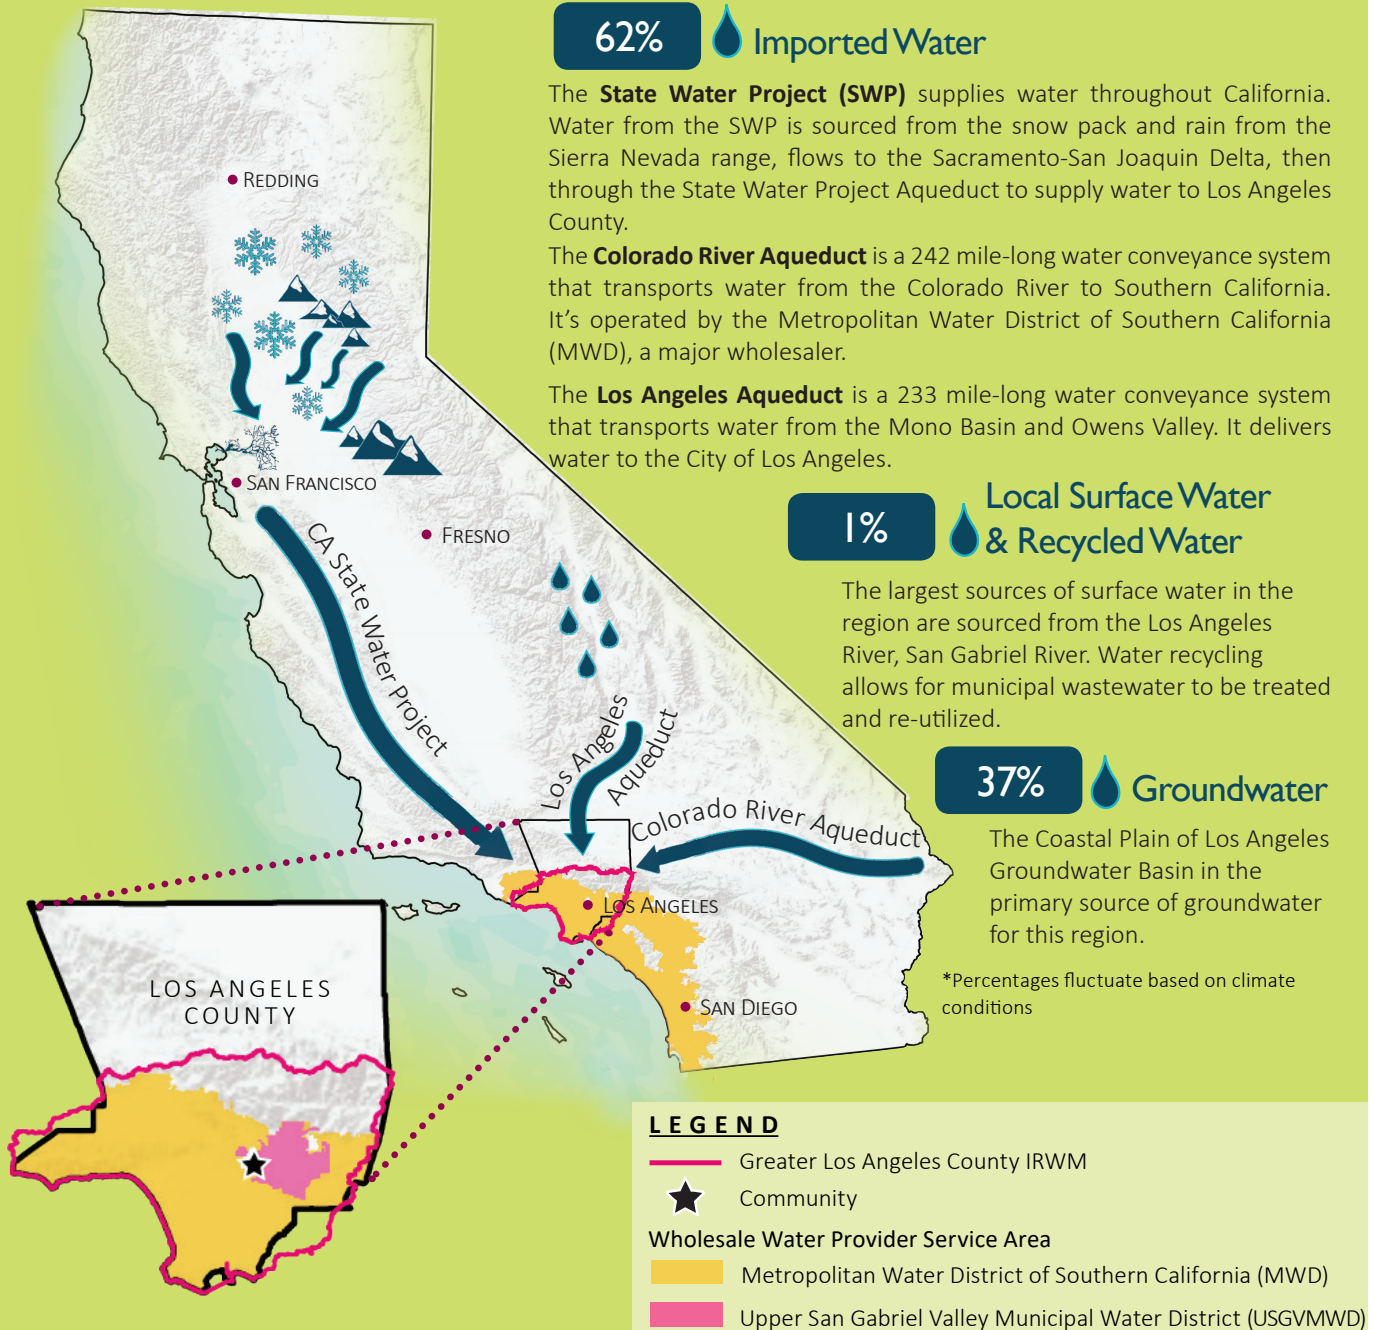 62%
Imported Water
The State Water Project (SWP) supplies water throughout California.
Water from the SWP is sourced from the snow pack and rain from the
Sierra Nevada range, flows to the Sacramento-San Joaquin Delta, then
through the State Water Project Aqueduct to supply water to Los Angeles
County.
The Colorado River Aqueduct is a 242 mile-long water conveyance system
that transports water from the Colorado River to Southern California.
It’s operated by the Metropolitan Water District of Southern California
(MWD), a major wholesaler.
The Los Angeles Aqueduct is a 233 mile-long water conveyance system
that transports water from the Mono Basin and Owens Valley. It delivers
water to the City of Los Angeles.
1%
Local Surface Water
& Recycled Water
The largest sources of surface water in the
region are sourced from the Los Angeles
River, San Gabriel River. Water recycling
allows for municipal wastewater to be treated
and re-utilized.
37%
Groundwater
The Coastal Plain of Los Angeles
Groundwater Basin in the
primary source of groundwater
for this region.
*Percentages fluctuate based on climate
conditions
REDDING
SAN FRANCISCO
FRESNO
CA State Water Project
Los Angeles
Aqueduct
Colorado River Aqueduct
LOS ANGELES
SAN DIEGO
LOS ANGELES
COUNTY
LEGEND
Greater Los Angeles County IRWM
Community
Wholesale Water Provider Service Area
Metropolitan Water District of Southern California (MWD)
Upper San Gabriel Valley Municipal Water District (USGVMWD)